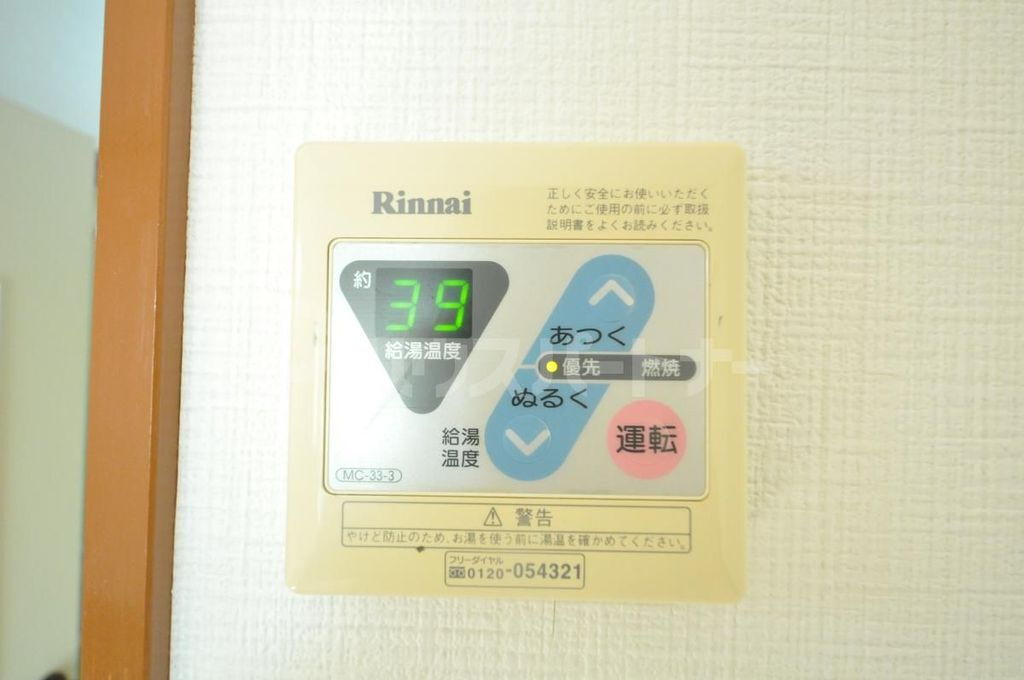 Rinnai
正しく安全にお使いいただく
ためにご使用の前に必ず取扱
説明書をよくお読みください。
約 39
給湯温度
あつく
優先 燃焼
ぬるく
給湯
温度
運転
MC-33-3
警告
やけど防止のため、お湯を使う前に湯温を確かめてください。
フリーダイヤル
0120-054321